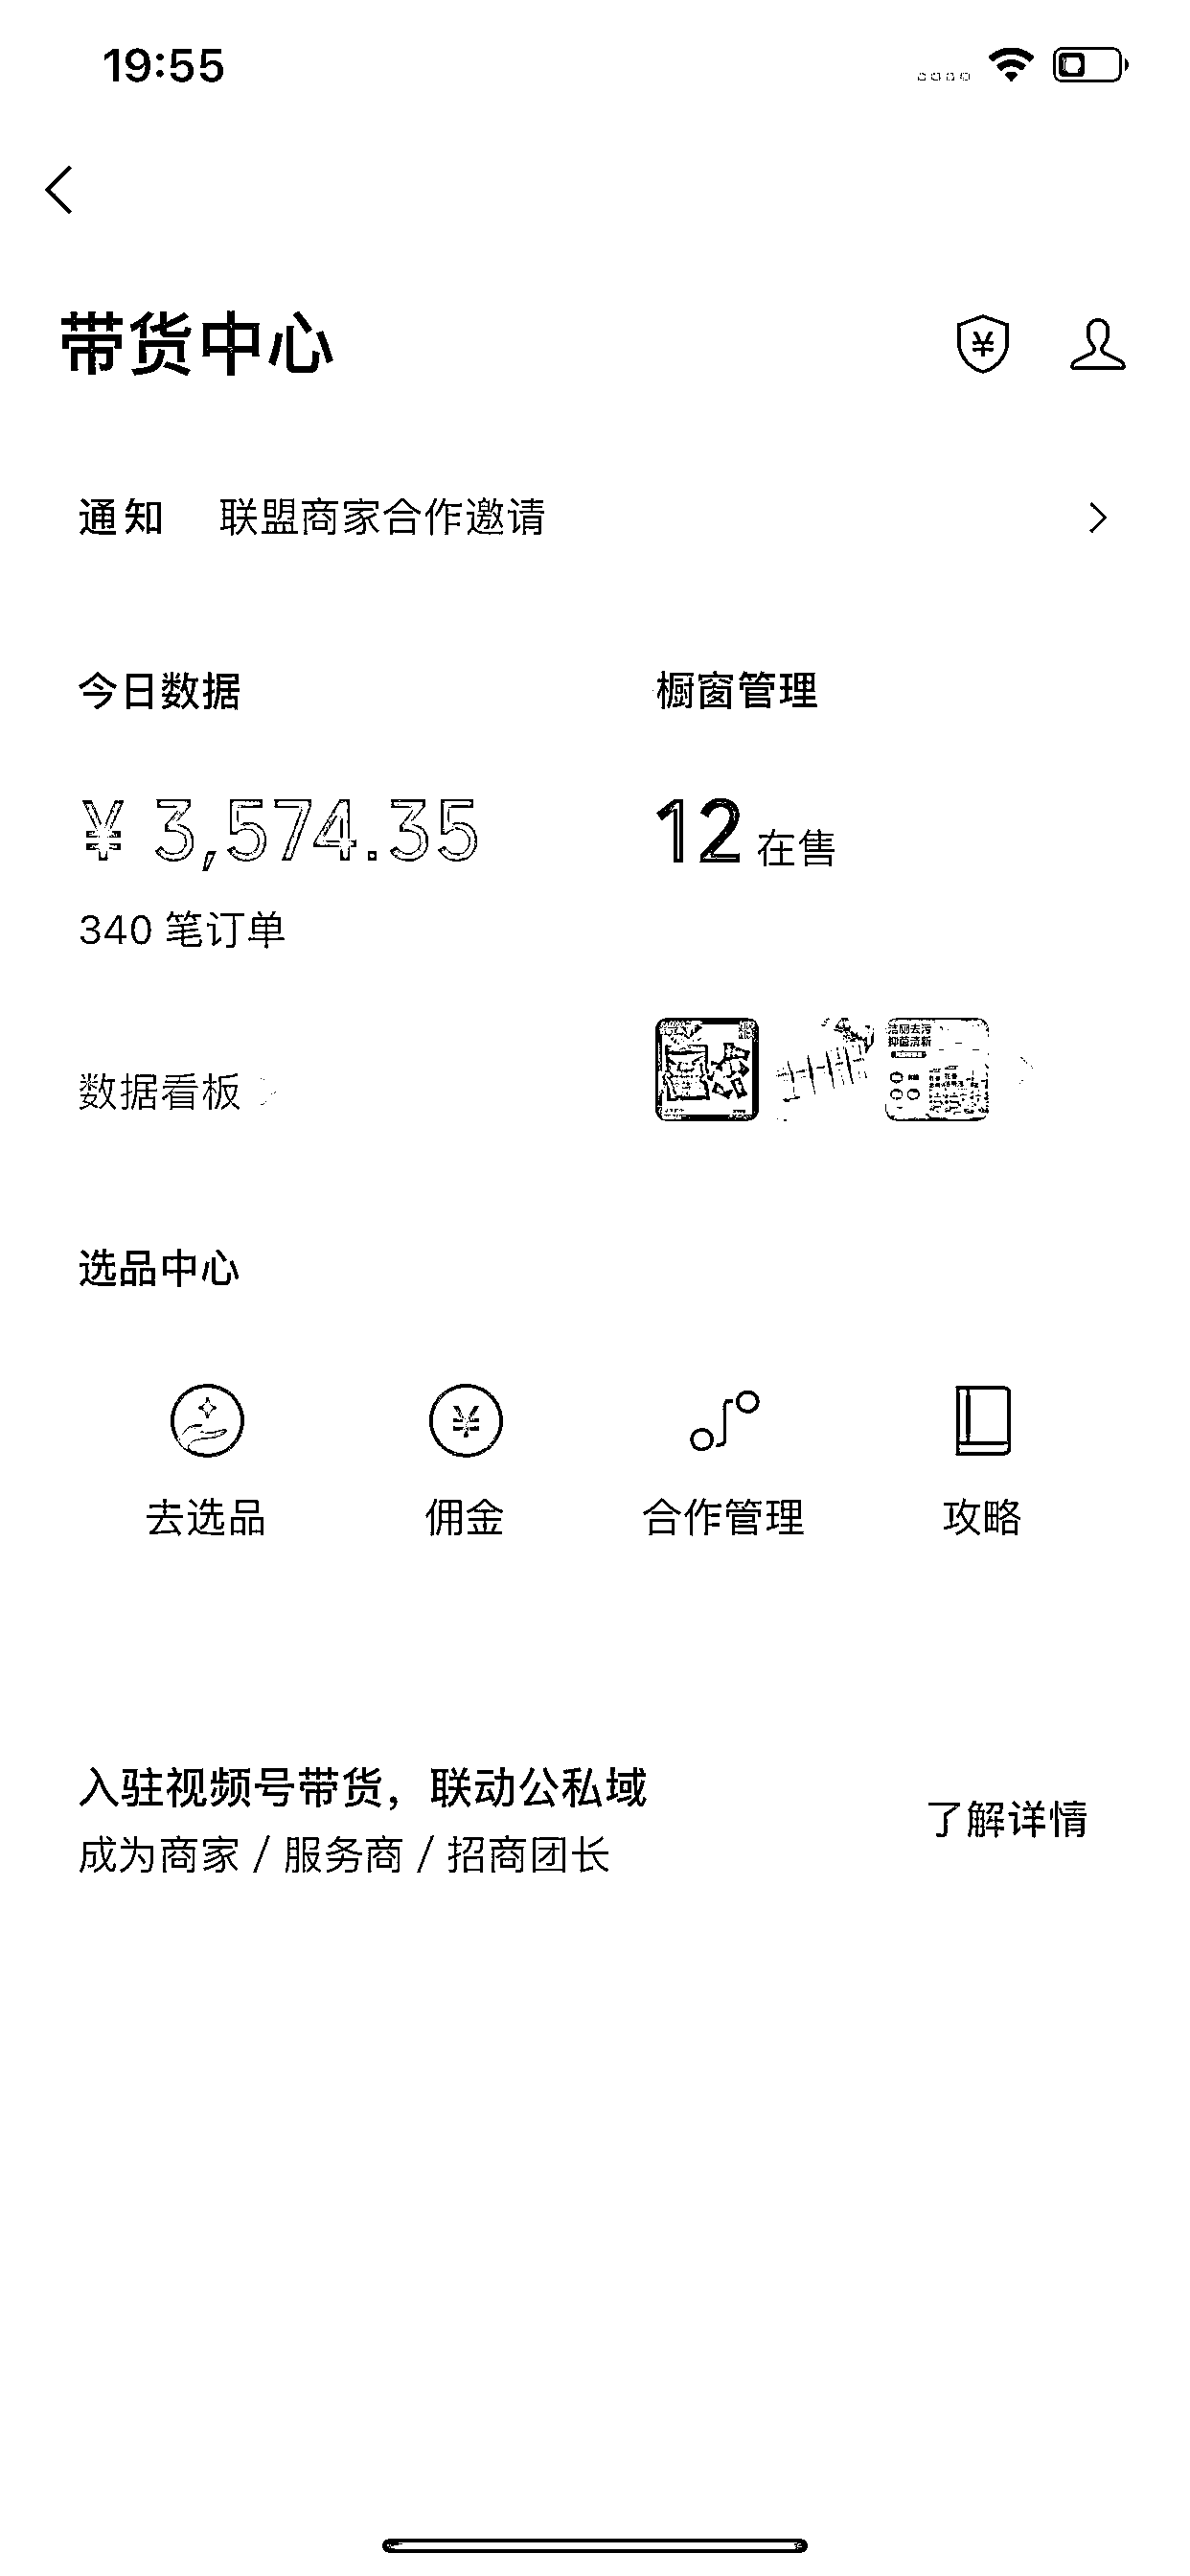 19:55
带货中心
通知 联盟商家合作邀请
今日数据
橱窗管理
¥ 3,574.35
12 在售
340 笔订单
洁厕去污
抑菌清新
数据看板
选品中心
去选品
佣金
合作管理
攻略
入驻视频号带货，联动公私域
成为商家 / 服务商 / 招商团长
了解详情